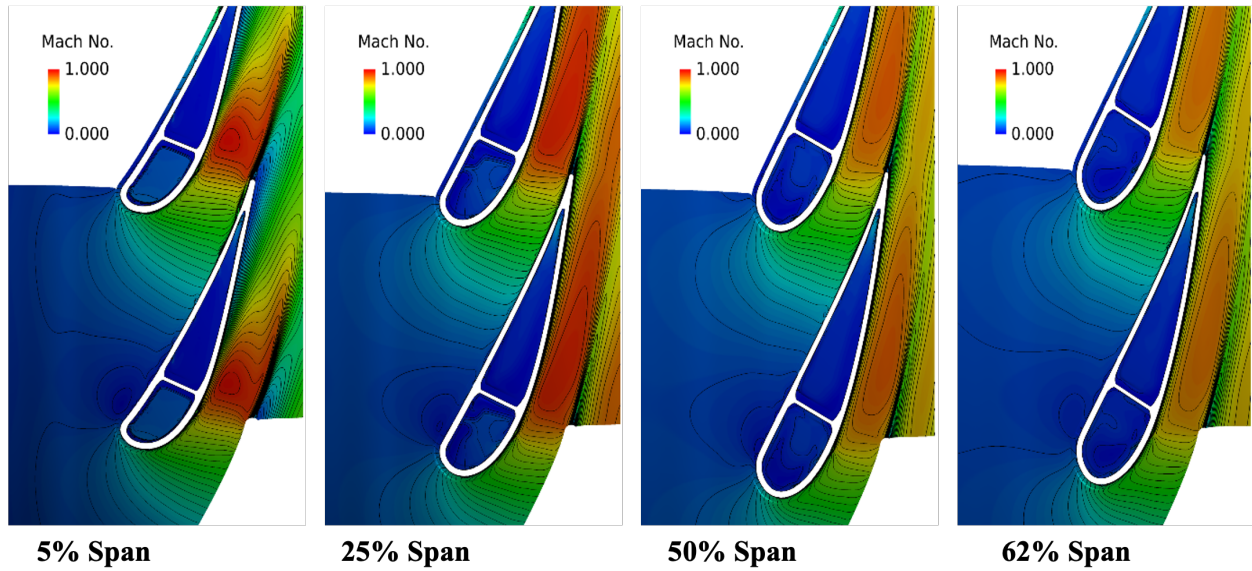 Mach No.
1.000
0.000
Mach No.
1.000
0.000
Mach No.
1.000
0.000
Mach No.
1.000
0.000
5% Span
25% Span
50% Span
62% Span